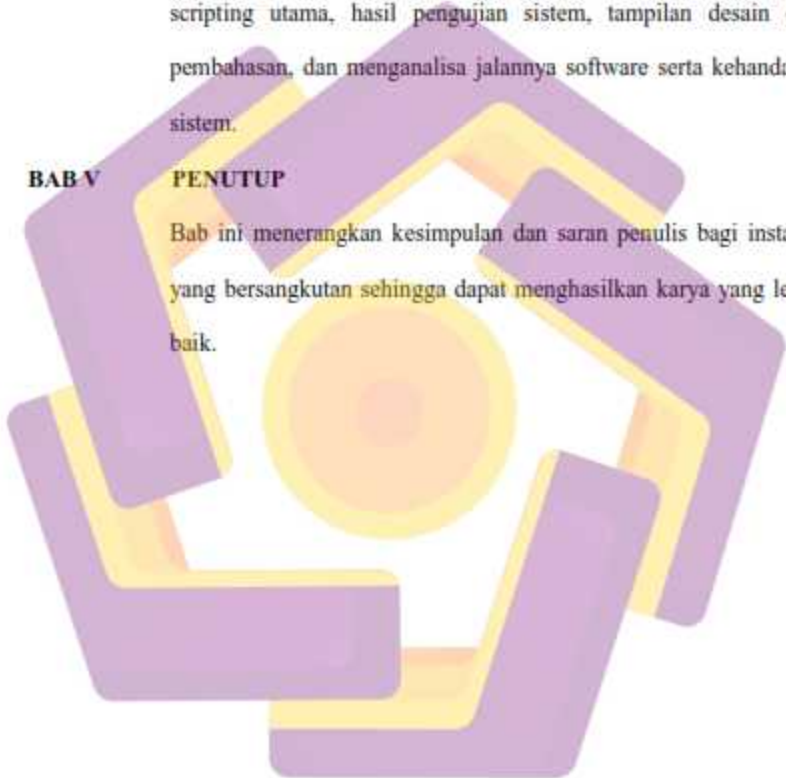 scripting utama, hasil pengujian sistem, tampilan desain
pembahasan, dan menganalisa jalannya software serta kehanda
sistem.
BAB V PENUTUP
Bab ini menerangkan kesimpulan dan saran penulis bagi insta
yang bersangkutan sehingga dapat menghasilkan karya yang le
baik.